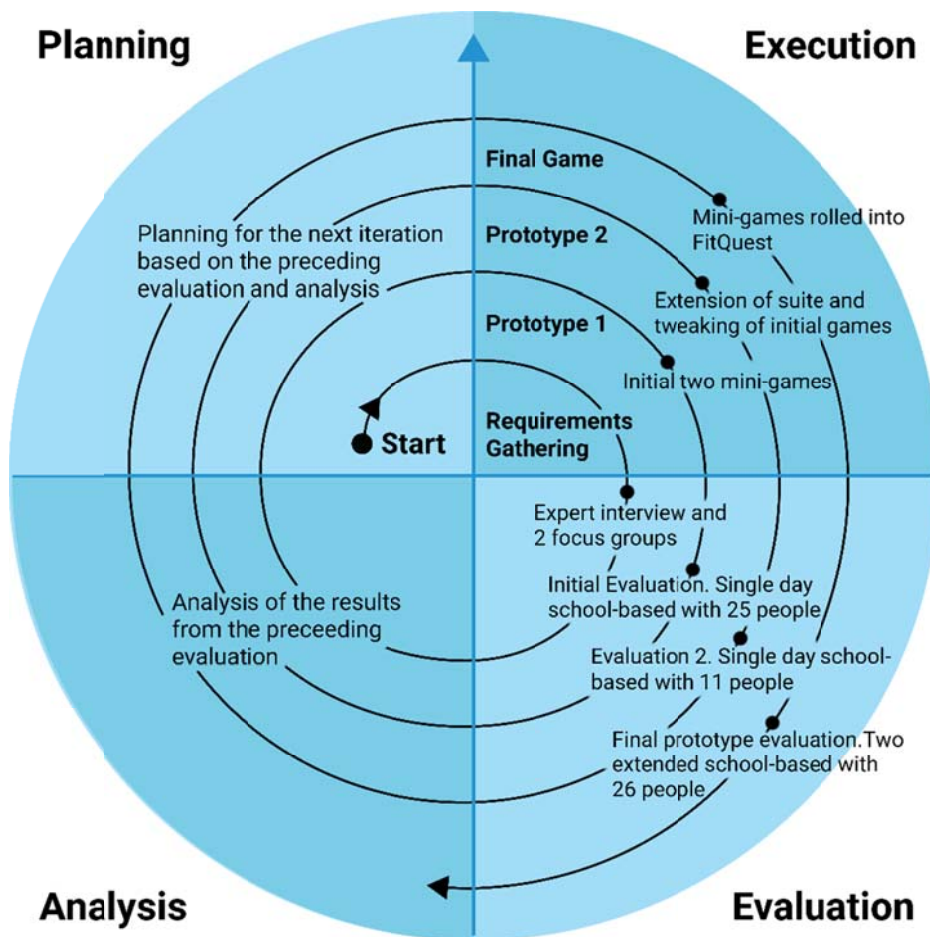 Planning
Execution
Final Game
Mini-games rolled into
FitQuest
Planning for the next iteration
based on the preceding
evaluation and analysis
Prototype 2
Extension of suite and
tweaking of initial games
Prototype 1
Initial two mini-games
Start
Requirements
Gathering
Expert interview and
2 focus groups
Initial Evaluation. Single day
school-based with 25 people
Analysis of the results
from the preceeding
evaluation
Evaluation 2. Single day school-
based with 11 people
Final prototype evaluation.Two
extended school-based with
26 people
Analysis
Evaluation